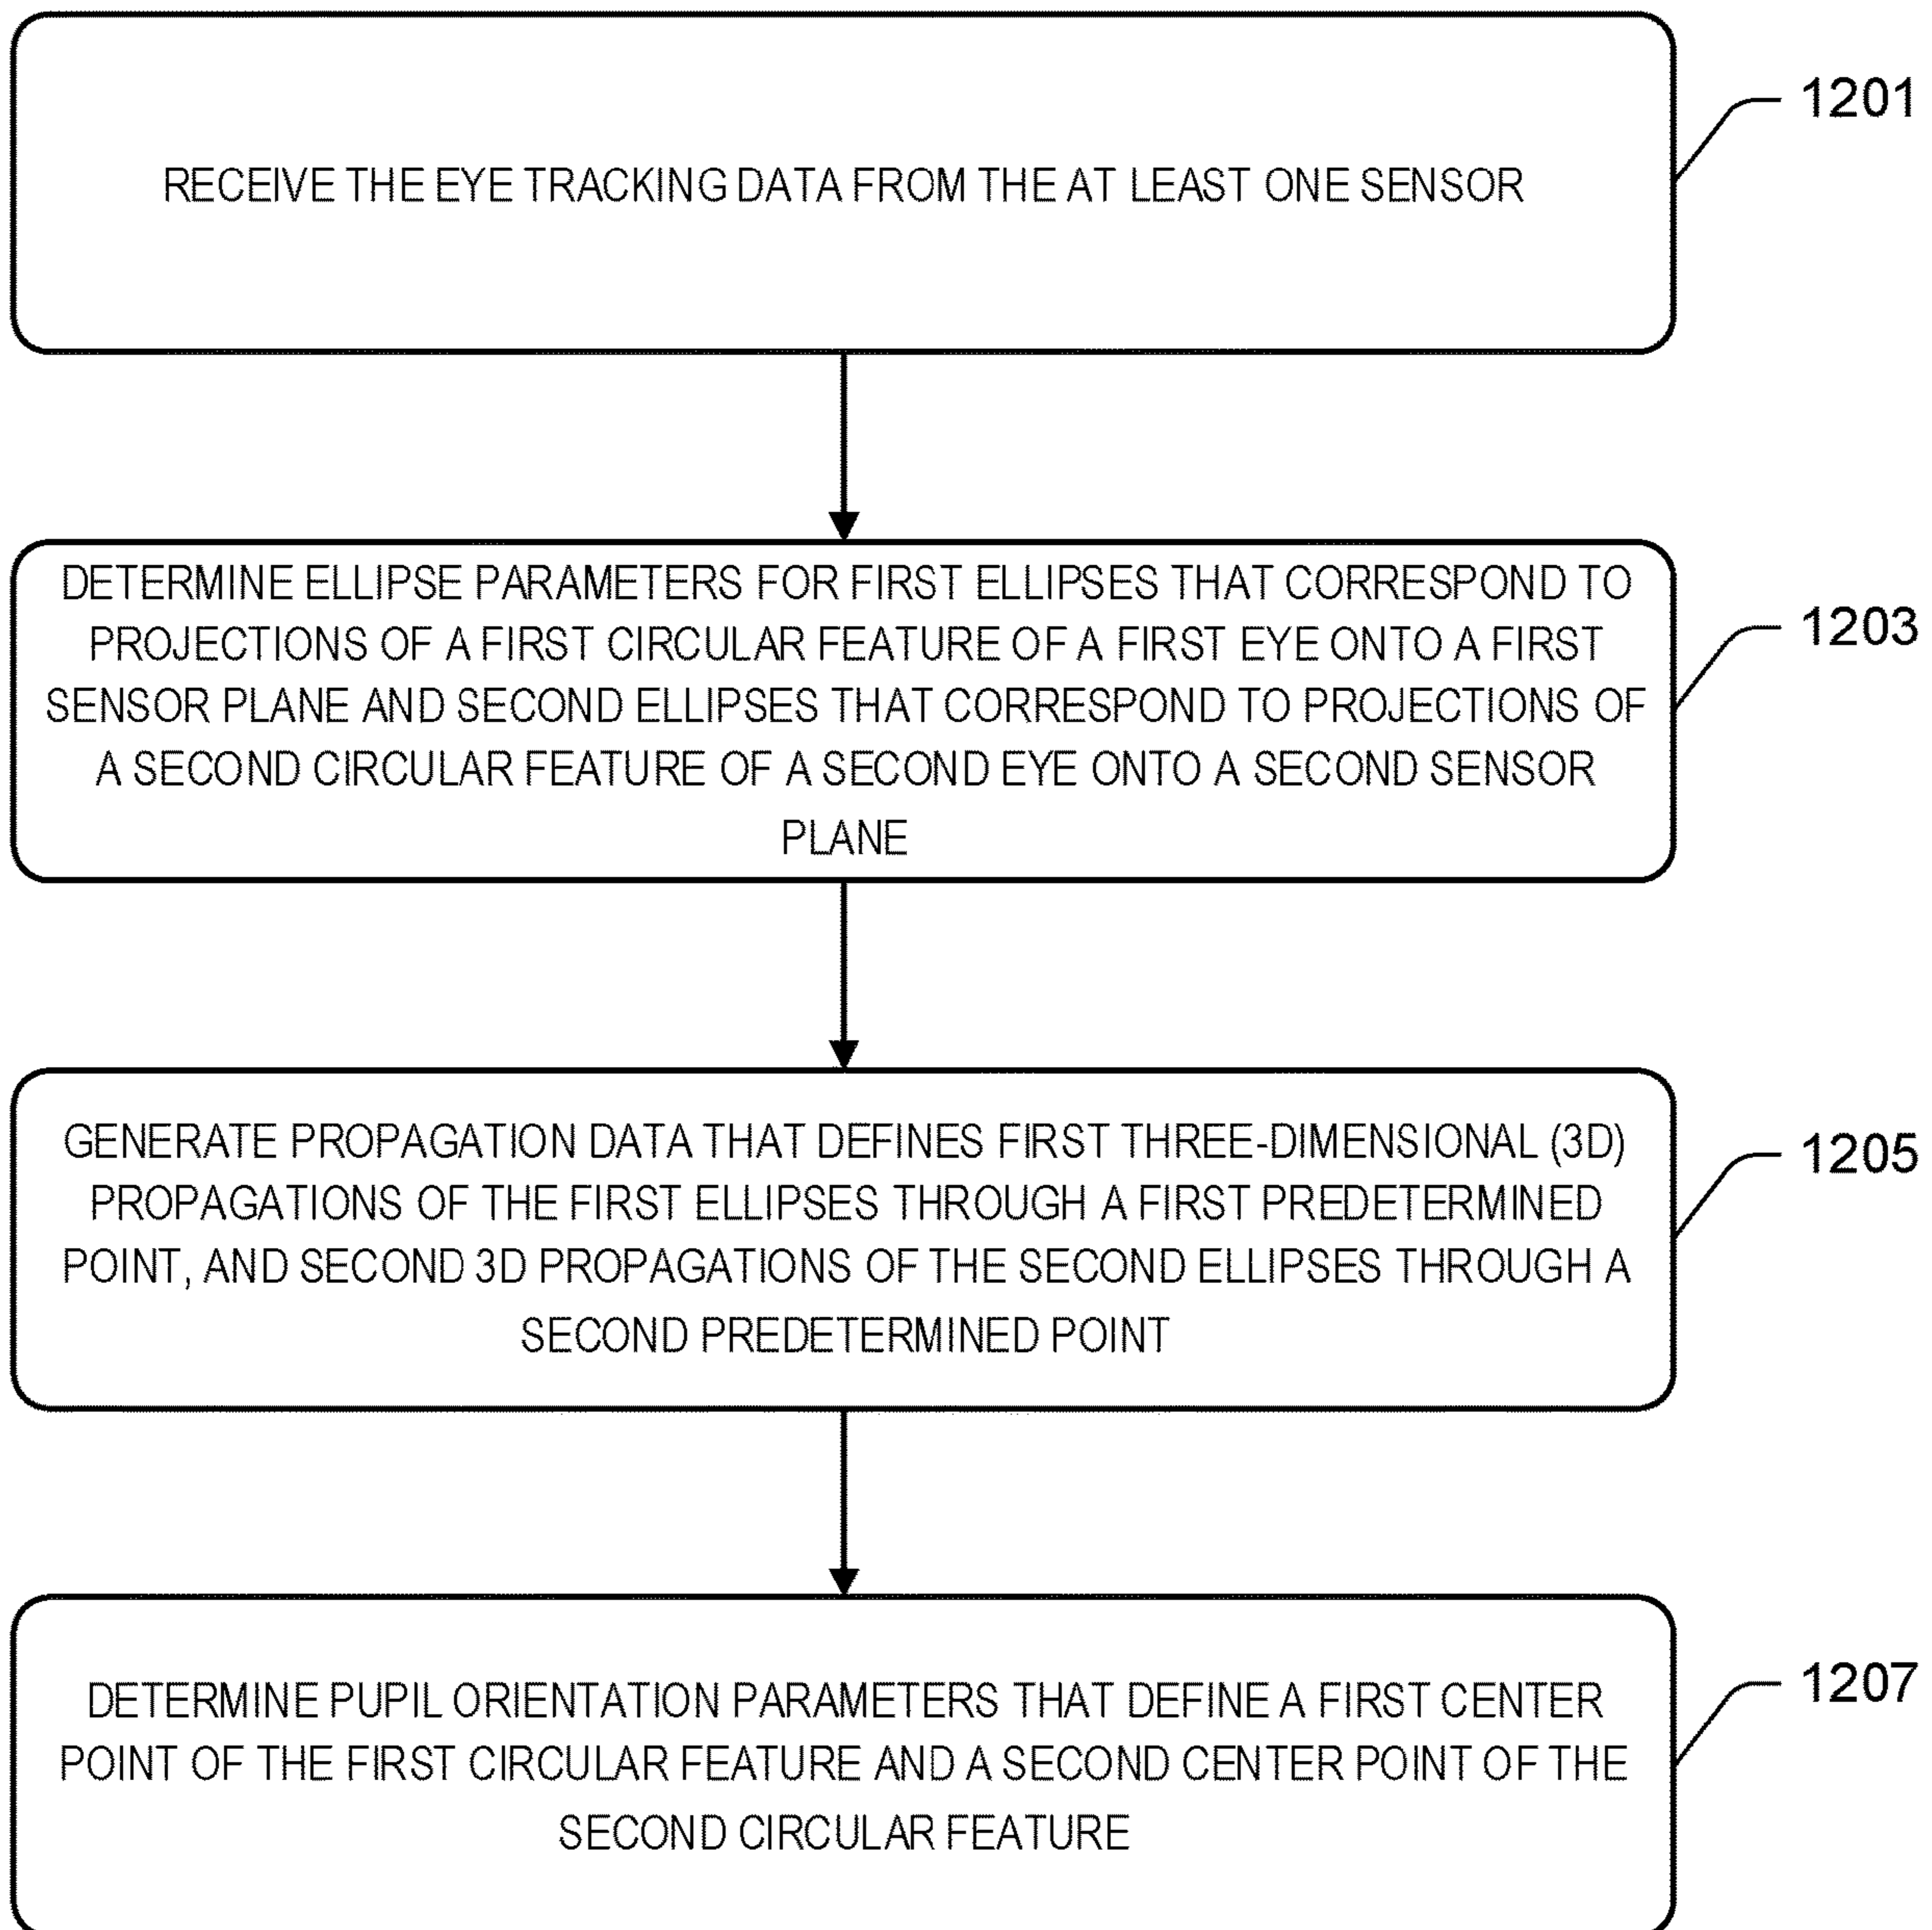 RECEIVE THE EYE TRACKING DATA FROM THE AT LEAST ONE SENSOR
1201
DETERMINE ELLIPSE PARAMETERS FOR FIRST ELLIPSES THAT CORRESPOND TO
PROJECTIONS OF A FIRST CIRCULAR FEATURE OF A FIRST EYE ONTO A FIRST
SENSOR PLANE AND SECOND ELLIPSES THAT CORRESPOND TO PROJECTIONS OF
A SECOND CIRCULAR FEATURE OF A SECOND EYE ONTO A SECOND SENSOR
PLANE
1203
GENERATE PROPAGATION DATA THAT DEFINES FIRST THREE-DIMENSIONAL (3D)
PROPAGATIONS OF THE FIRST ELLIPSES THROUGH A FIRST PREDETERMINED
POINT, AND SECOND 3D PROPAGATIONS OF THE SECOND ELLIPSES THROUGH A
SECOND PREDETERMINED POINT
1205
DETERMINE PUPIL ORIENTATION PARAMETERS THAT DEFINE A FIRST CENTER
POINT OF THE FIRST CIRCULAR FEATURE AND A SECOND CENTER POINT OF THE
SECOND CIRCULAR FEATURE
1207